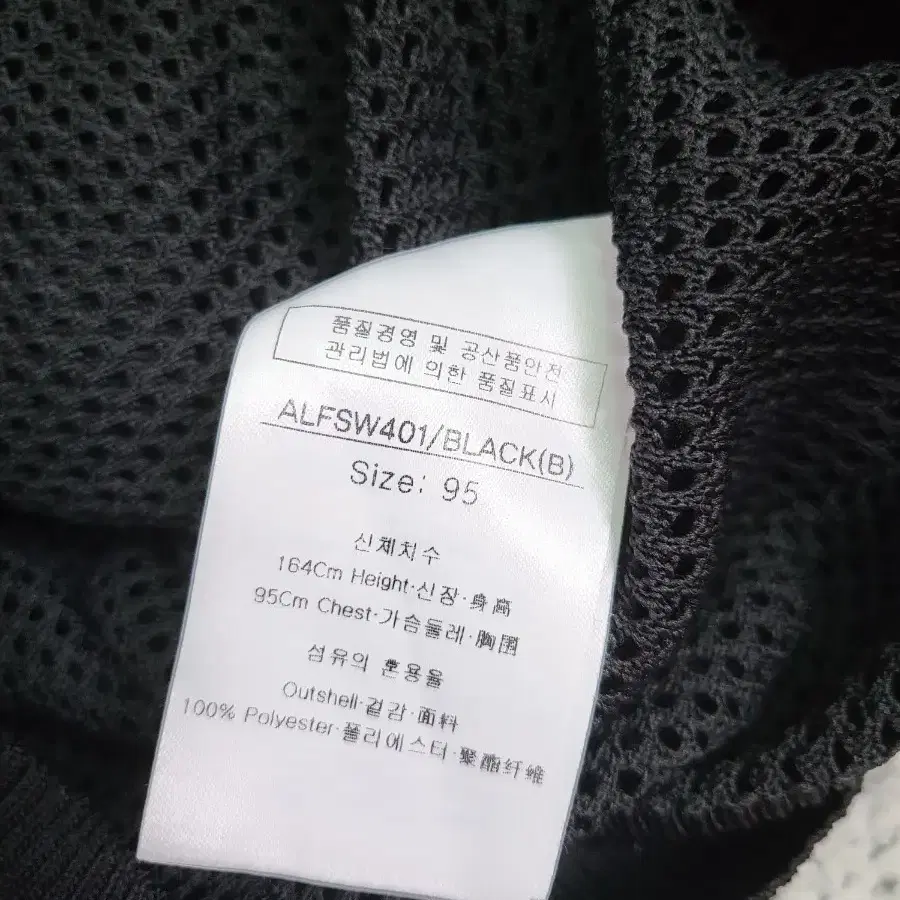 품질경영 및 공산품안전
관리법에 의한 품질표시
ALFSW401/BLACK(B)
Size: 95
신체치수
164Cm Height·신장·身高
95Cm Chest·가슴둘레·胸围
섬유의 혼용율
Outshell·겉감·面料
100% Polyester·폴리에스터·聚酯纤维